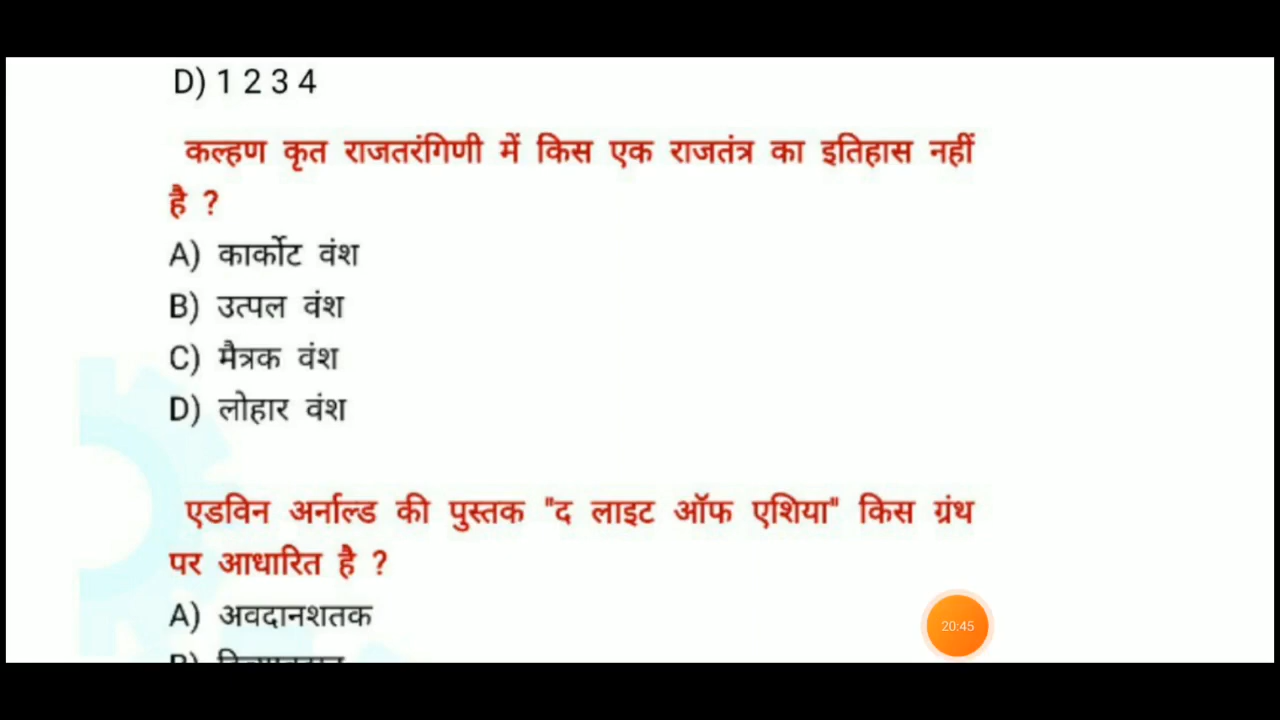 D) 1 2 3 4
कल्हण कृत राजतरंगिणी में किस एक राजतंत्र का इतिहास नहीं
है ?
A) कार्कोट वंश
B) उत्पल वंश
C) मैत्रक वंश
D) लोहार वंश
एडविन अर्नाल्ड की पुस्तक "द लाइट ऑफ एशिया" किस ग्रंथ
पर आधारित है ?
A) अवदानशतक
B)
20:45